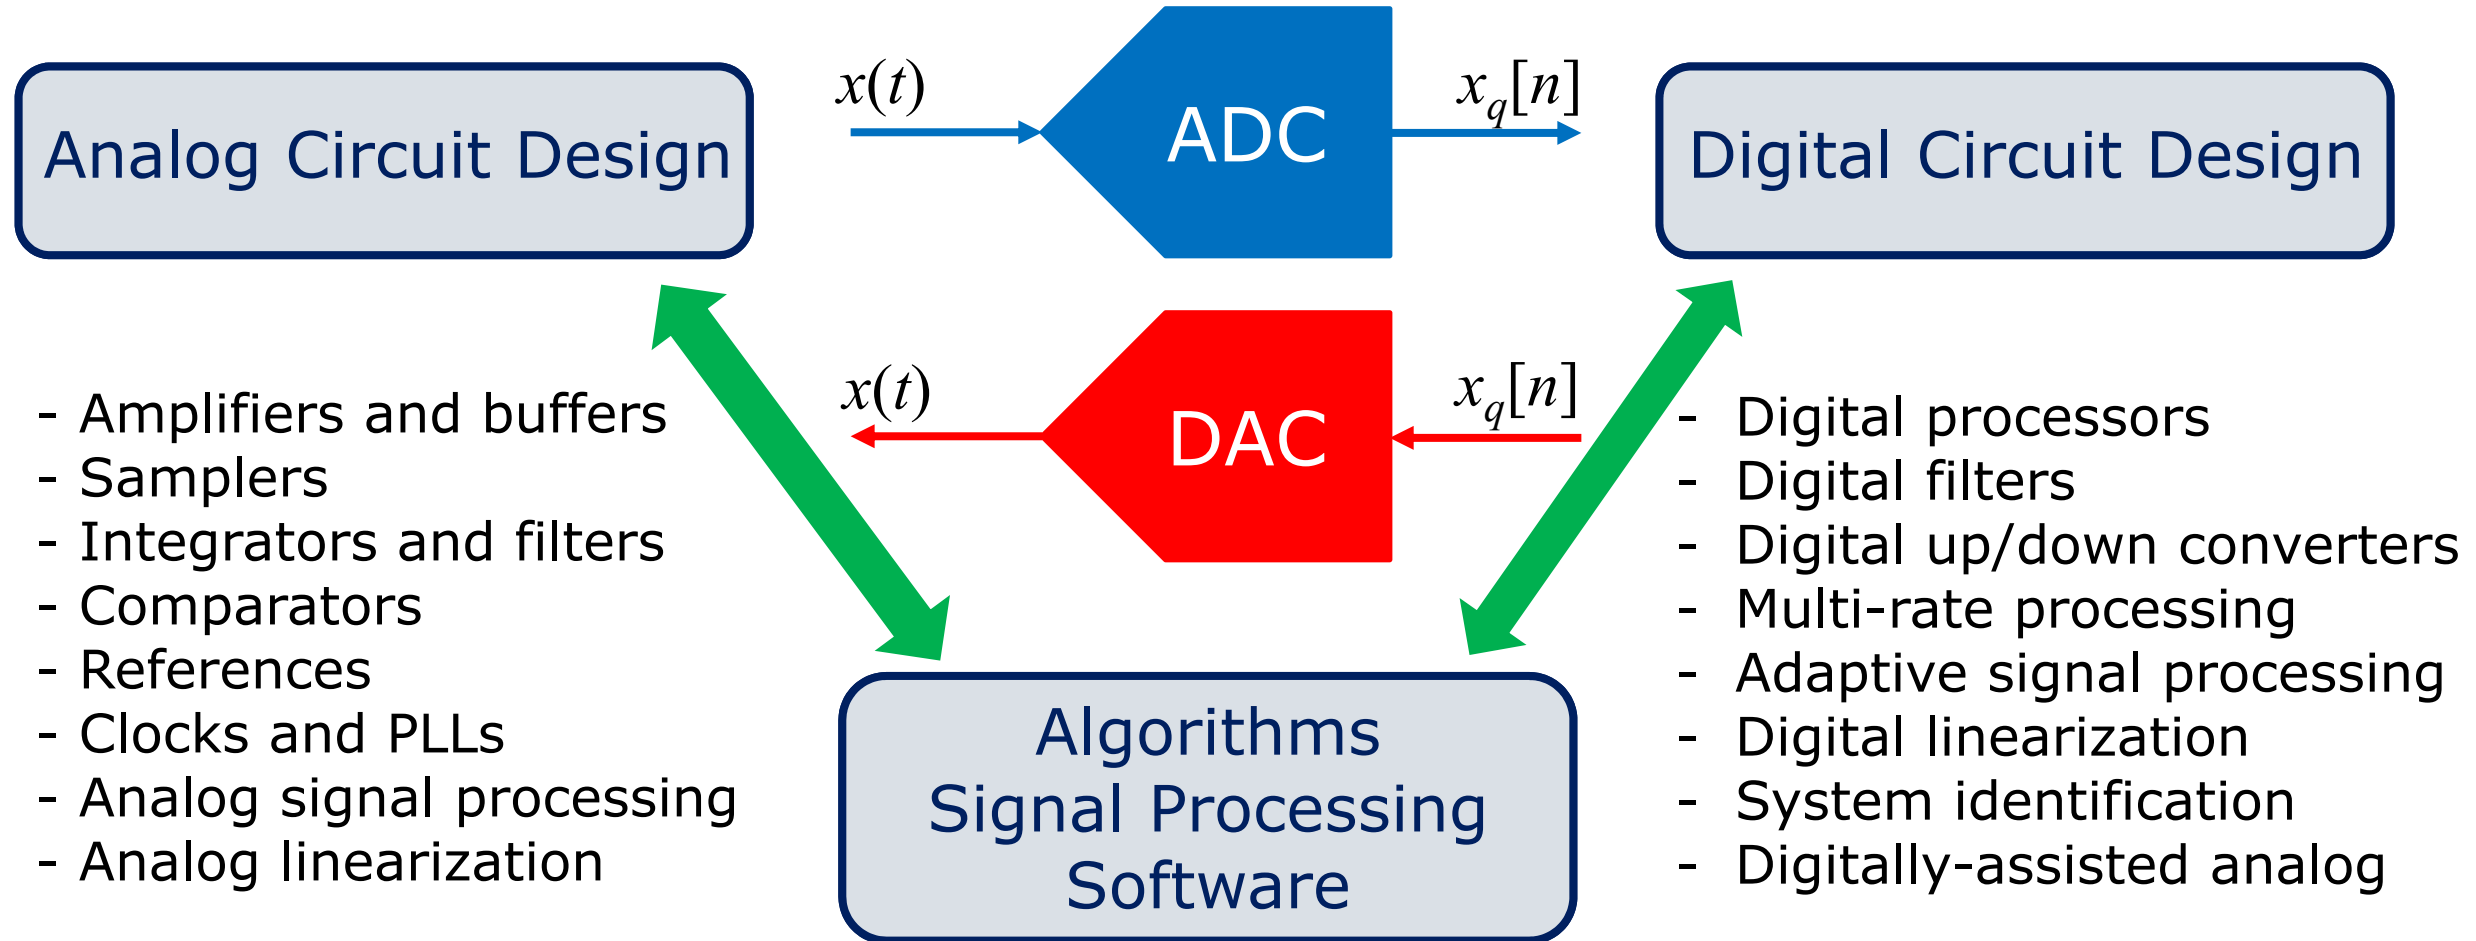 Analog Circuit Design
x(t)
ADC
x_q[n]
Digital Circuit Design
x(t)
DAC
x_q[n]
- Amplifiers and buffers
- Samplers
- Integrators and filters
- Comparators
- References
- Clocks and PLLs
- Analog signal processing
- Analog linearization
Algorithms
Signal Processing
Software
- Digital processors
- Digital filters
- Digital up/down converters
- Multi-rate processing
- Adaptive signal processing
- Digital linearization
- System identification
- Digitally-assisted analog